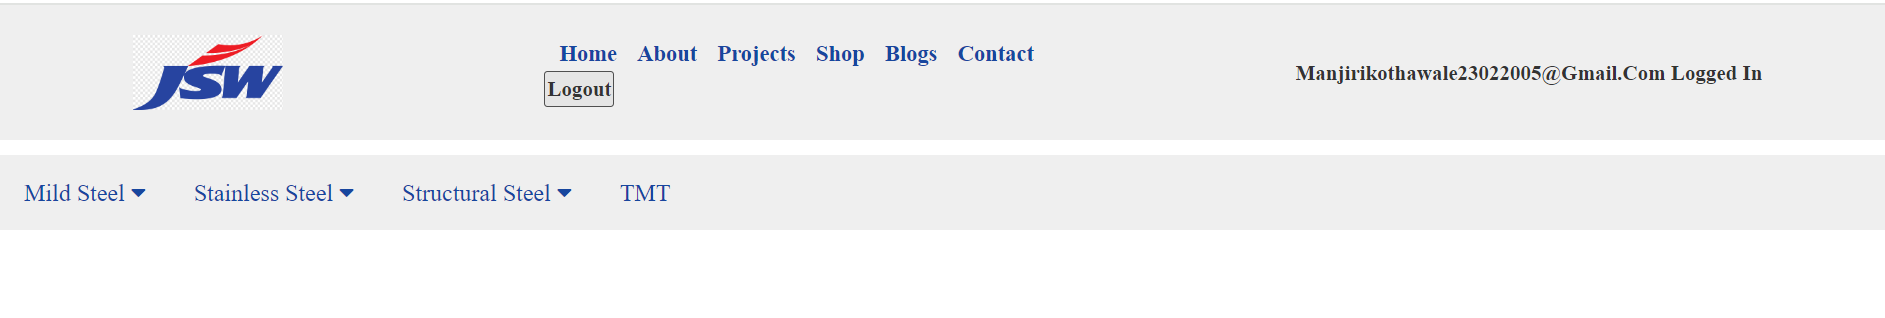 JSW
Home About Projects Shop Blogs Contact
Logout
Manjirikothawale23022005@Gmail.Com Logged In
Mild Steel Stainless Steel Structural Steel TMT